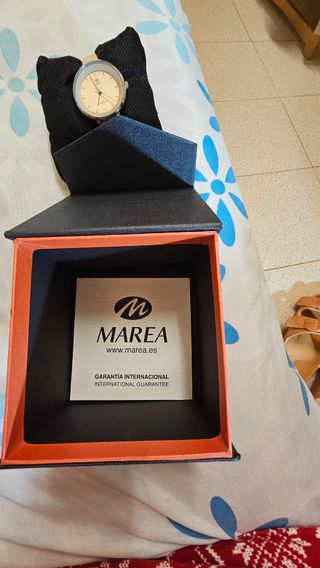 M
MAREA
www.marea.es
GARANTÍA INTERNACIONAL
INTERNATIONAL GUARANTEE